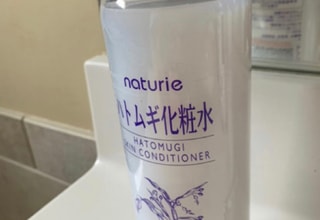 naturie
ハトムギ化粧水
HATOMUGI
SKIN CONDITIONER